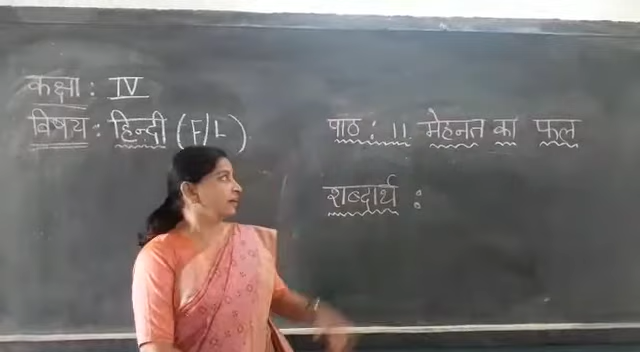 कक्षा : IV
विषय : हिन्दी (F/L)
पाठ : 11. मेहनत का फल
शब्दार्थ :